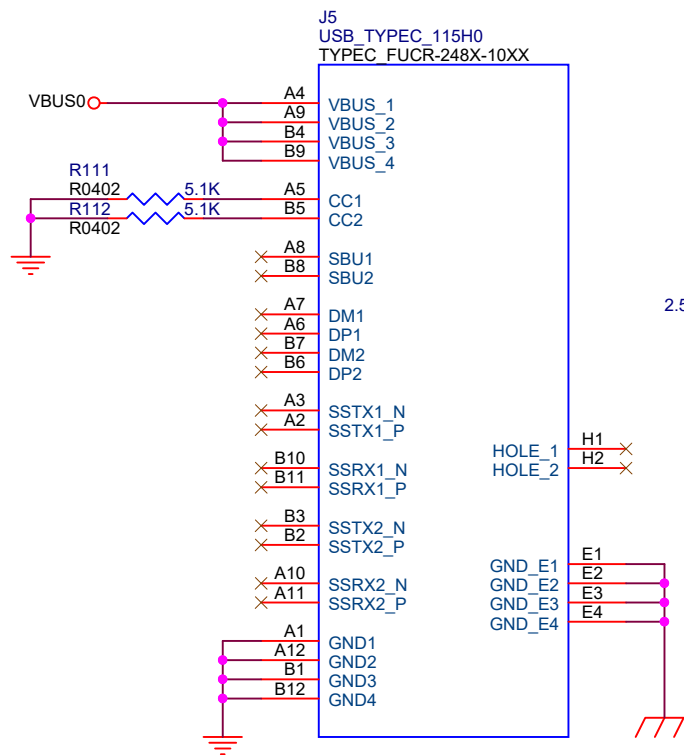 J5
USB_TYPEC_115H0
TYPEC_FUCR-248X-10XX
VBUS0
A4 VBUS_1
A9 VBUS_2
B4 VBUS_3
B9 VBUS_4
R111
R0402 5.1K A5 CC1
R112 5.1K B5 CC2
R0402
A8 SBU1
B8 SBU2
A7 DM1
A6 DP1
B7 DM2
B6 DP2
A3 SSTX1_N
A2 SSTX1_P
B10 SSRX1_N
B11 SSRX1_P
B3 SSTX2_N
B2 SSTX2_P
A10 SSRX2_N
A11 SSRX2_P
A1 GND1
A12 GND2
B1 GND3
B12 GND4
HOLE_1 H1
HOLE_2 H2
GND_E1 E1
GND_E2 E2
GND_E3 E3
GND_E4 E4
2.5